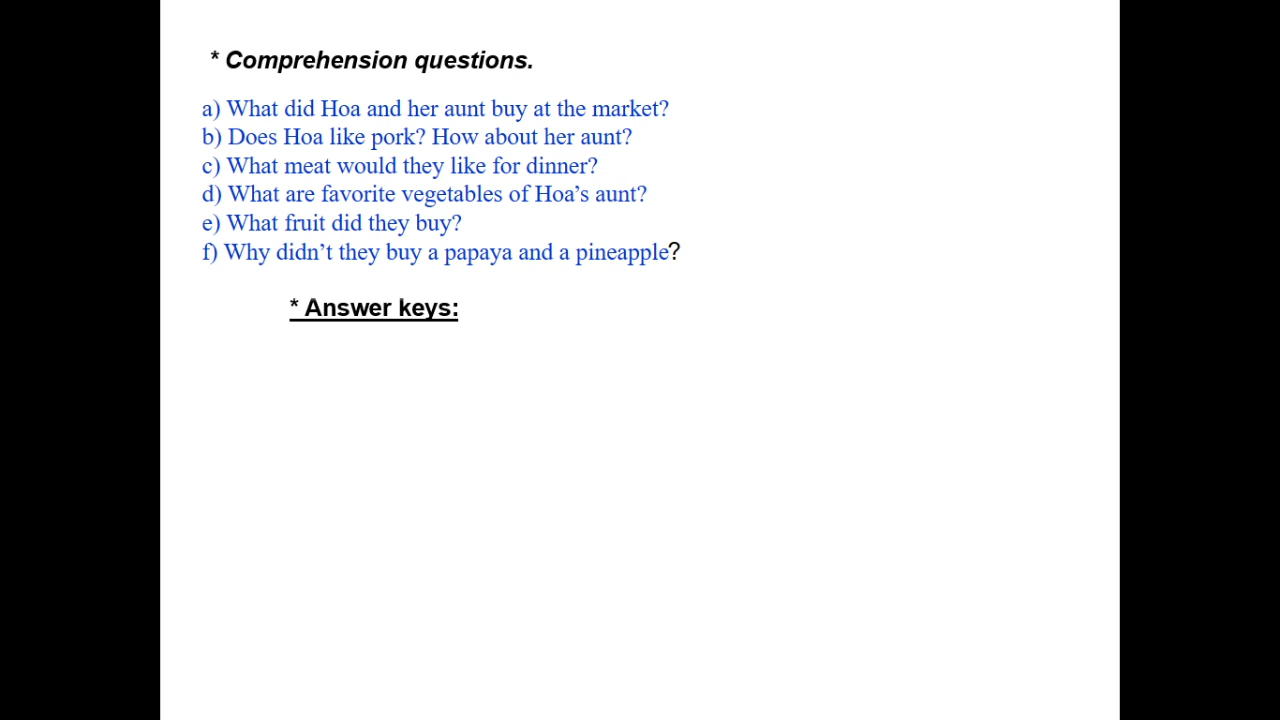 * Comprehension questions.
a) What did Hoa and her aunt buy at the market?
b) Does Hoa like pork? How about her aunt?
c) What meat would they like for dinner?
d) What are favorite vegetables of Hoa’s aunt?
e) What fruit did they buy?
f) Why didn’t they buy a papaya and a pineapple?
* Answer keys: